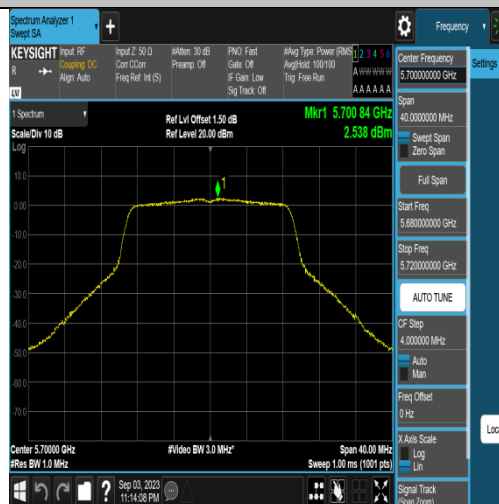 Spectrum Analyzer 1
Swept SA
+
Frequency
KEYSIGHT
R
LV
Input: RF
Coupling: DC
Align: Auto
Input Z: 50 Ω
Corr CCorr
Freq Ref: Int (S)
#Atten: 30 dB
Preamp: Off
PNO: Fast
Gate: Off
IF Gain: Low
Sig Track: Off
#Avg Type: Power (RMS)
Avg|Hold: 100/100
Trig: Free Run
1 2 3 4 5 6
A W W W W W
A A A A A A
1 Spectrum
Scale/Div 10 dB
Log
Ref Lvl Offset 1.50 dB
Ref Level 20.00 dBm
Mkr1 5.700 84 GHz
2.538 dBm
1
10.0
0.00
-10.0
-20.0
-30.0
-40.0
-50.0
-60.0
-70.0
Center 5.70000 GHz
#Res BW 1.0 MHz
#Video BW 3.0 MHz*
Span 40.00 MHz
Sweep 1.00 ms (1001 pts)
Sep 03, 2023
11:14:08 PM
?
Center Frequency
5.700000000 GHz
Settings
Span
40.0000000 MHz
Swept Span
Zero Span
Full Span
Start Freq
5.680000000 GHz
Stop Freq
5.720000000 GHz
AUTO TUNE
CF Step
4.000000 MHz
Auto
Man
Freq Offset
0 Hz
X Axis Scale
Log
Lin
Loc
Signal Track
(Span Zoom)